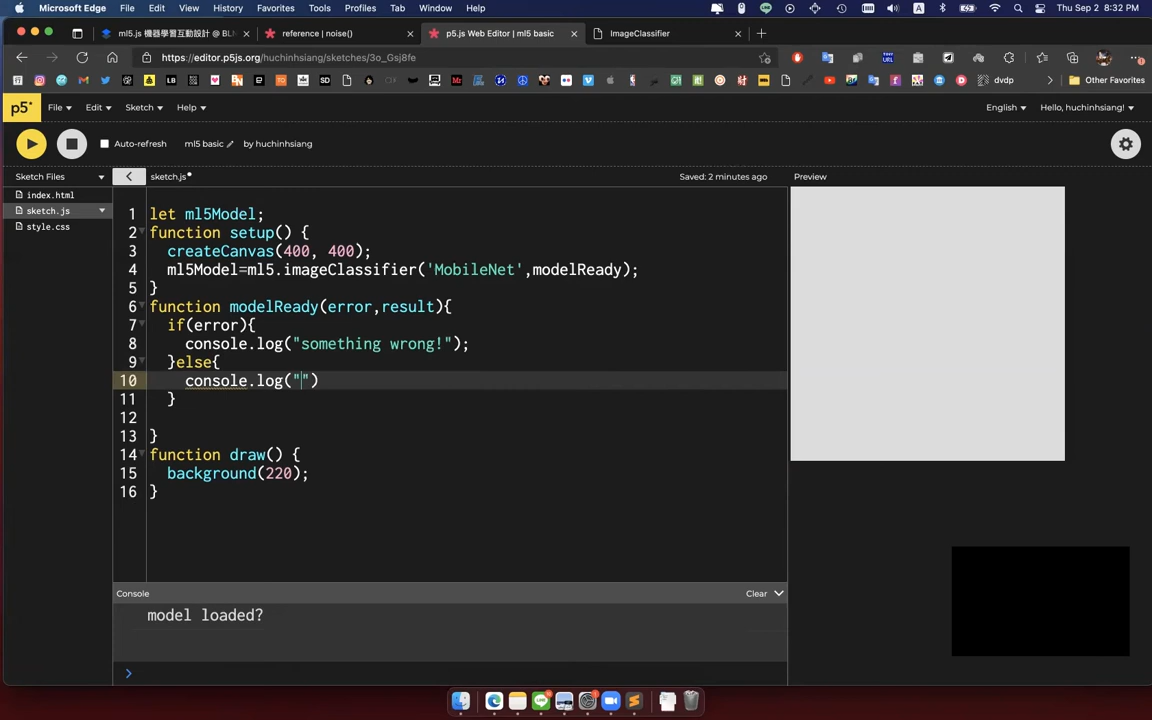 Microsoft Edge File Edit View History Favorites Tools Profiles Tab Window Help A Thu Sep 2 8:32 PM
ml5.js 機器學習互動設計 @ BL
reference | noise()
p5.js Web Editor | ml5 basic
ImageClassifier
https://editor.p5js.org/huchinhsiang/sketches/3o_Gsj8fe
dvdp
Other Favorites
p5* File Edit Sketch Help English Hello, huchinhsiang!
Auto-refresh ml5 basic by huchinhsiang
Sketch Files sketch.js Saved: 2 minutes ago Preview
index.html
sketch.js
style.css
1 let ml5Model;
2 function setup() {
3 createCanvas(400, 400);
4 ml5Model=ml5.imageClassifier('MobileNet',modelReady);
5 }
6 function modelReady(error,result){
7 if(error){
8 console.log("something wrong!");
9 }else{
10 console.log("")
11 }
12
13 }
14 function draw() {
15 background(220);
16 }
Console Clear
model loaded?
>